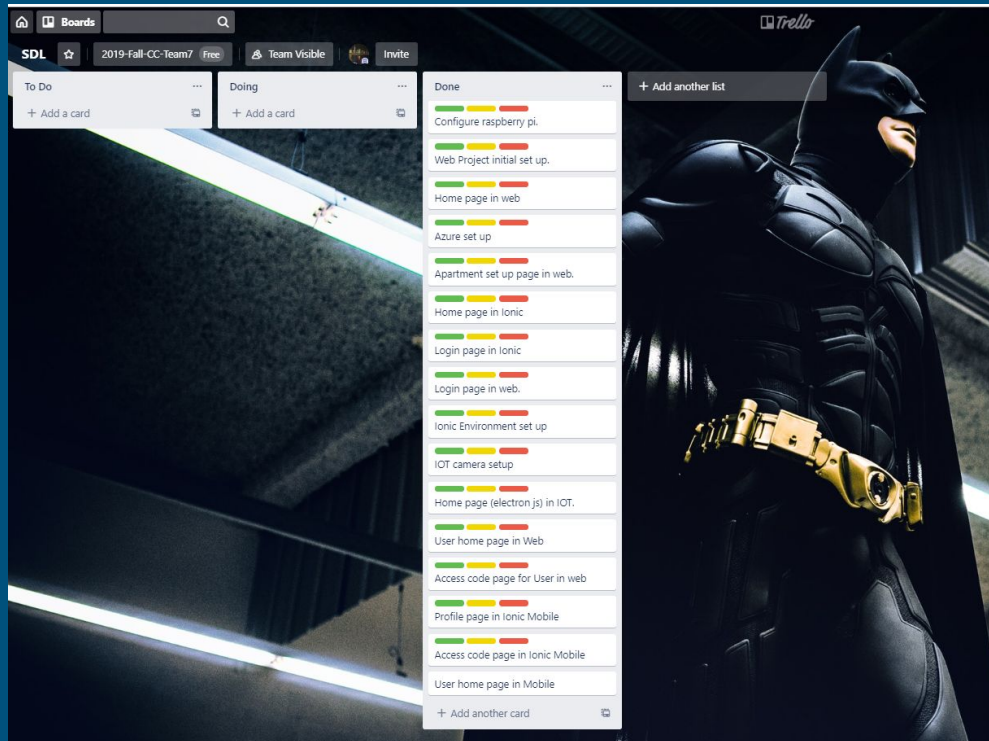 Boards
Trello
SDL
2019-Fall-CC-Team7 Free
Team Visible
Invite
To Do
+ Add a card
Doing
+ Add a card
Done
Configure raspberry pi.
Web Project initial set up.
Home page in web
Azure set up
Apartment set up page in web.
Home page in Ionic
Login page in Ionic
Login page in web.
Ionic Environment set up
IOT camera setup
Home page (electron js) in IOT.
User home page in Web
Access code page for User in web
Profile page in Ionic Mobile
Access code page in Ionic Mobile
User home page in Mobile
+ Add another card
+ Add another list